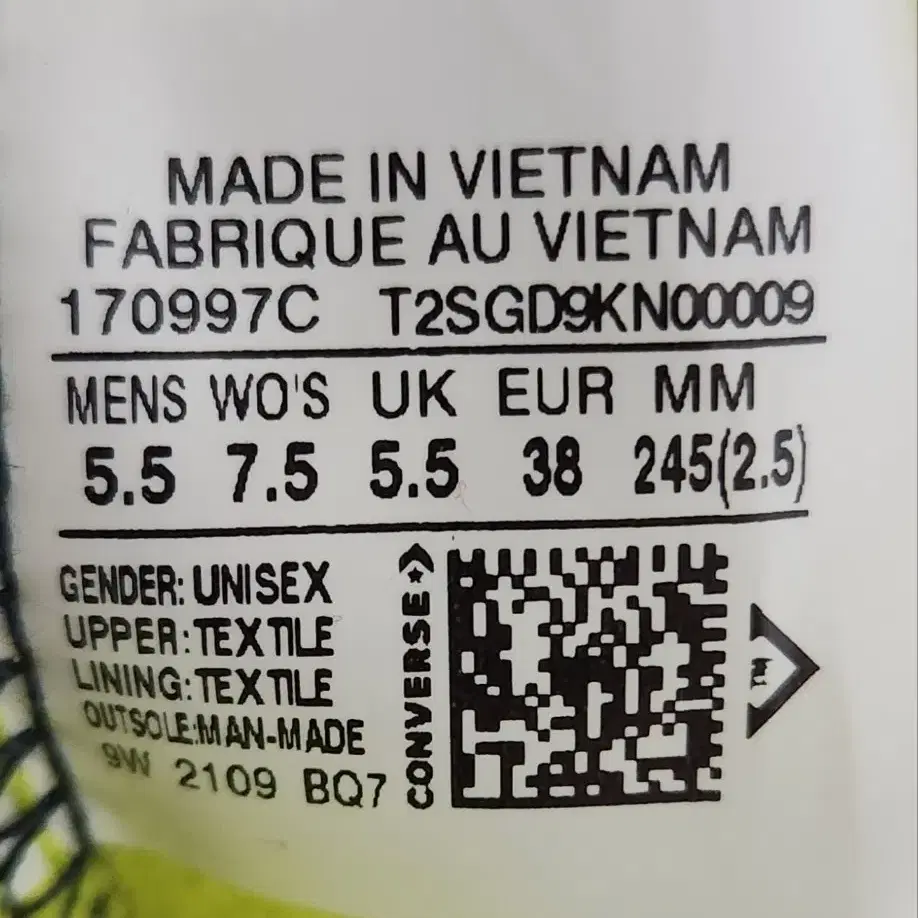 MADE IN VIETNAM
FABRIQUE AU VIETNAM
170997C T2SGD9KN00009
MENS WO'S UK EUR MM
5.5 7.5 5.5 38 245(2.5)
GENDER: UNISEX
UPPER: TEXTILE
LINING: TEXTILE
OUTSOLE:MAN-MADE
9W 2109 BQ7
CONVERSE